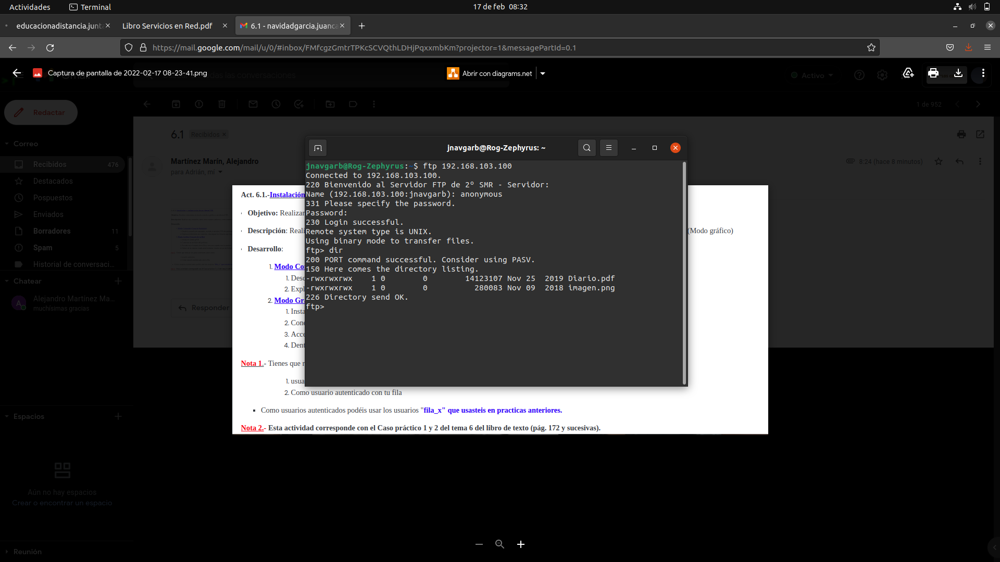 Actividades
Terminal
17 de feb 08:32
educacionadistancia.junt
Libro Servicios en Red.pdf
6.1 - navidadgarcia.juanca
https://mail.google.com/mail/u/0/#inbox/FMfcgzGmtrTPKcSCVQthLDHjPqxxmbKm?projector=1&messagePartId=0.1
Captura de pantalla de 2022-02-17 08-23-41.png
das las conversaciones
Abrir con diagrams.net
Activo
Redactar
1 de 952
6.1
Recibidos
Correo
Recibidos 476
Destacados
Pospuestos
Enviados
Borradores 11
Spam 5
Historial de conversaci...
Martínez Marín, Alejandro
para Adrián, mí
8:24 (hace 8 minutos)
Chatear
A
Alejandro Martínez Ma...
muchísimas gracias
Responder
Espacios
Aún no hay espacios
Crear o encontrar un espacio
Reunión
jnavgarb@Rog-Zephyrus: ~
jnavgarb@Rog-Zephyrus:~$ ftp 192.168.103.100
Connected to 192.168.103.100.
220 Bienvenido al Servidor FTP de 2º SMR - Servidor:
Name (192.168.103.100:jnavgarb): anonymous
331 Please specify the password.
Password:
230 Login successful.
Remote system type is UNIX.
Using binary mode to transfer files.
ftp> dir
200 PORT command successful. Consider using PASV.
150 Here comes the directory listing.
-rwxrwxrwx    1 0        0        14123107 Nov 25  2019 Diario.pdf
-rwxrwxrwx    1 0        0          280083 Nov 09  2018 imagen.png
226 Directory send OK.
ftp>
Act. 6.1.-Instalación
Objetivo: Realizar
Descripción: Reali
(Modo gráfico)
Desarrollo:
1. Modo Co
1. Desc
2. Expl
2. Modo Gr
1. Insta
2. Cone
3. Acce
4. Dent
Nota 1.- Tienes que r
1. usua
2. Como usuario autenticado con tu fila
Como usuarios autenticados podéis usar los usuarios "fila_x" que usasteis en practicas anteriores.
Nota 2.- Esta actividad corresponde con el Caso práctico 1 y 2 del tema 6 del libro de texto (pág. 172 y sucesivas).